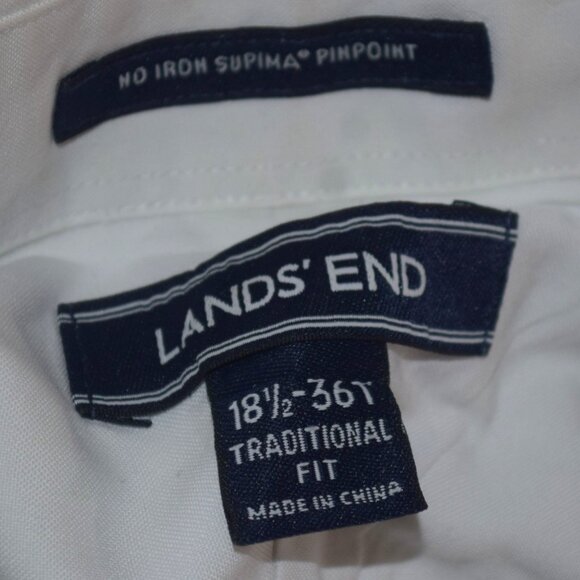 NO IRON SUPIMA® PINPOINT
LANDS' END
18½-36T
TRADITIONAL
FIT
MADE IN CHINA